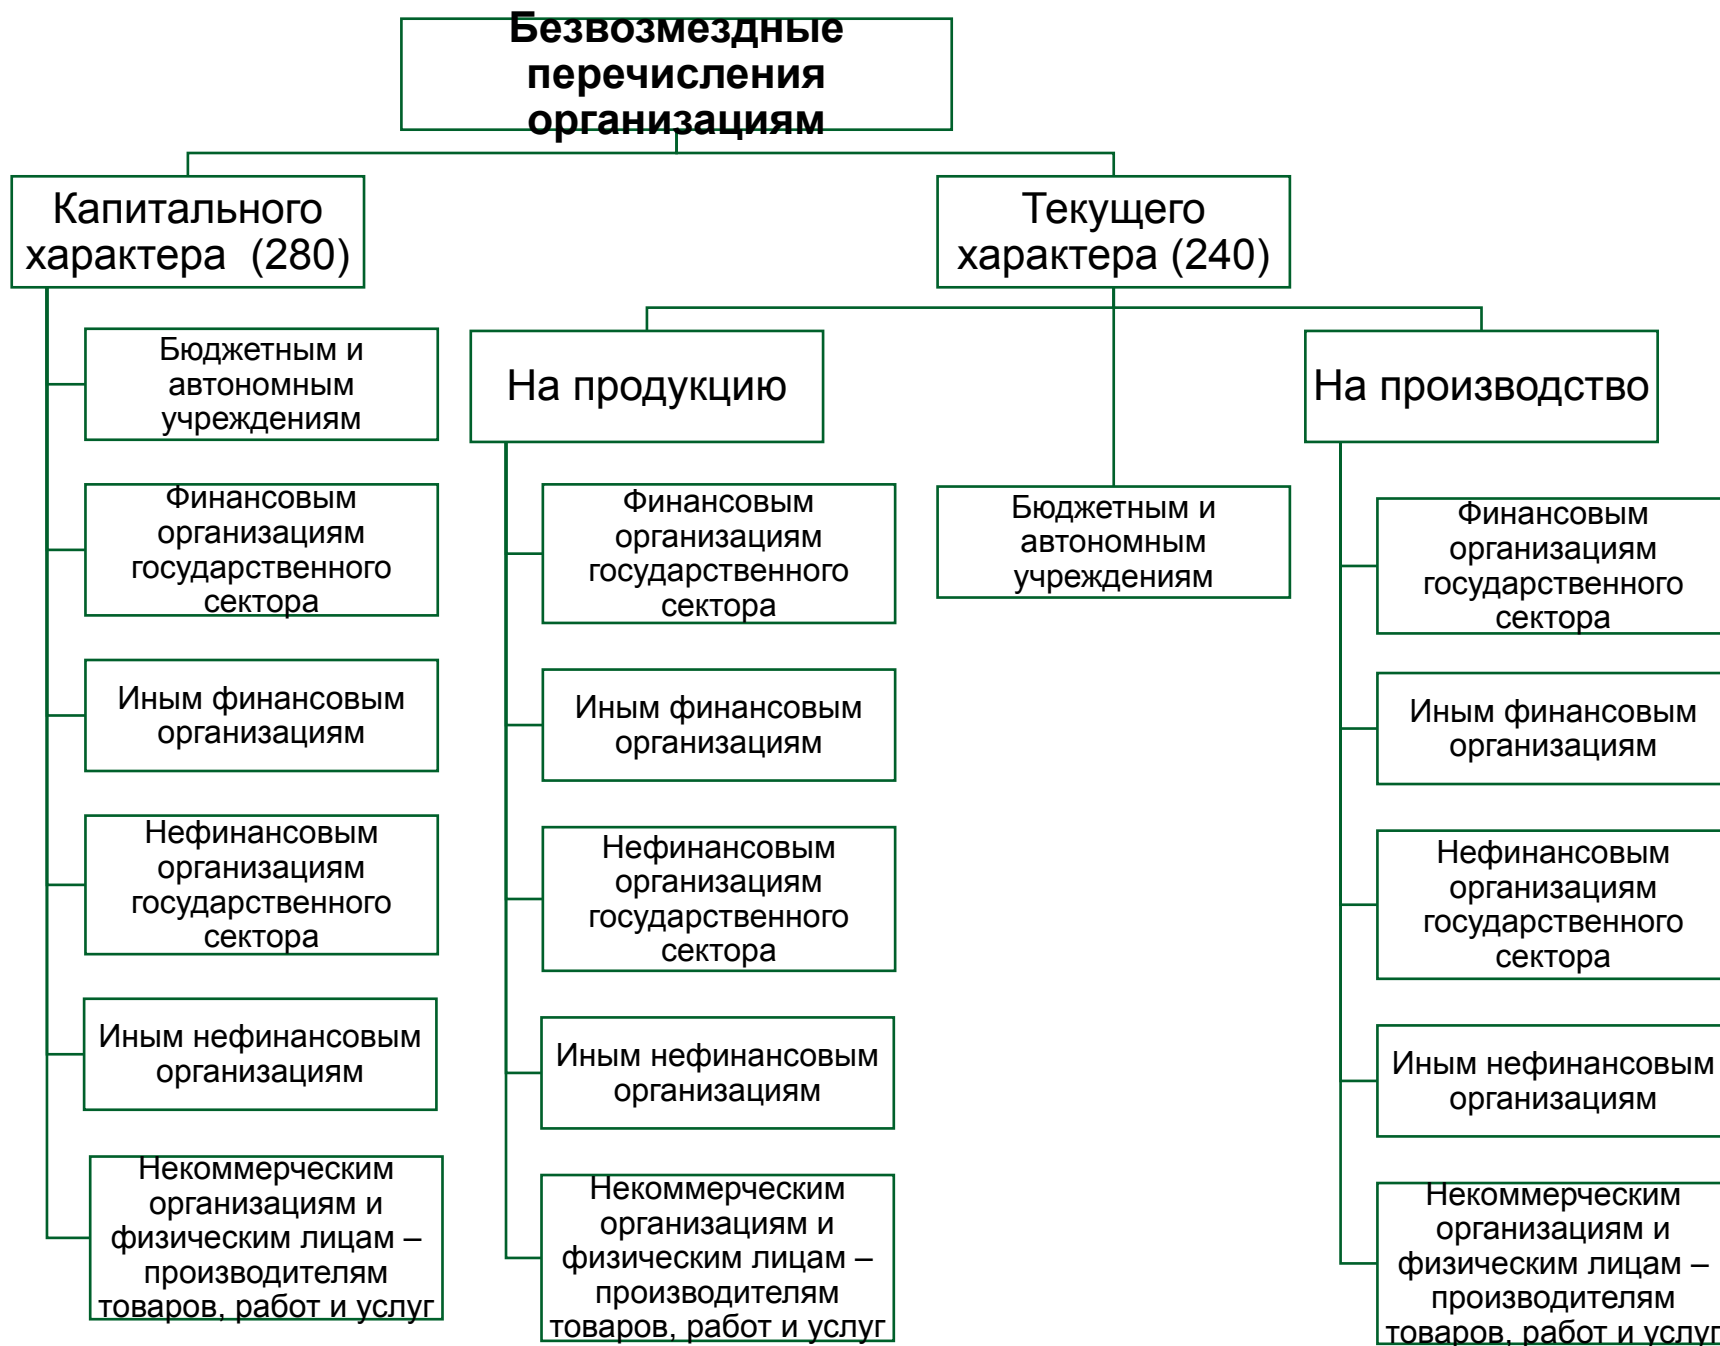 Безвозмездные
перечисления
организациям
Капитального
характера (280)
Текущего
характера (240)
Бюджетным и
автономным
учреждениям
Финансовым
организациям
государственного
сектора
Иным финансовым
организациям
Нефинансовым
организациям
государственного
сектора
Иным нефинансовым
организациям
Некоммерческим
организациям и
физическим лицам –
производителям
товаров, работ и услуг
На продукцию
Финансовым
организациям
государственного
сектора
Иным финансовым
организациям
Нефинансовым
организациям
государственного
сектора
Иным нефинансовым
организациям
Некоммерческим
организациям и
физическим лицам –
производителям
товаров, работ и услуг
Бюджетным и
автономным
учреждениям
На производство
Финансовым
организациям
государственного
сектора
Иным финансовым
организациям
Нефинансовым
организациям
государственного
сектора
Иным нефинансовым
организациям
Некоммерческим
организациям и
физическим лицам –
производителям
товаров, работ и услуг